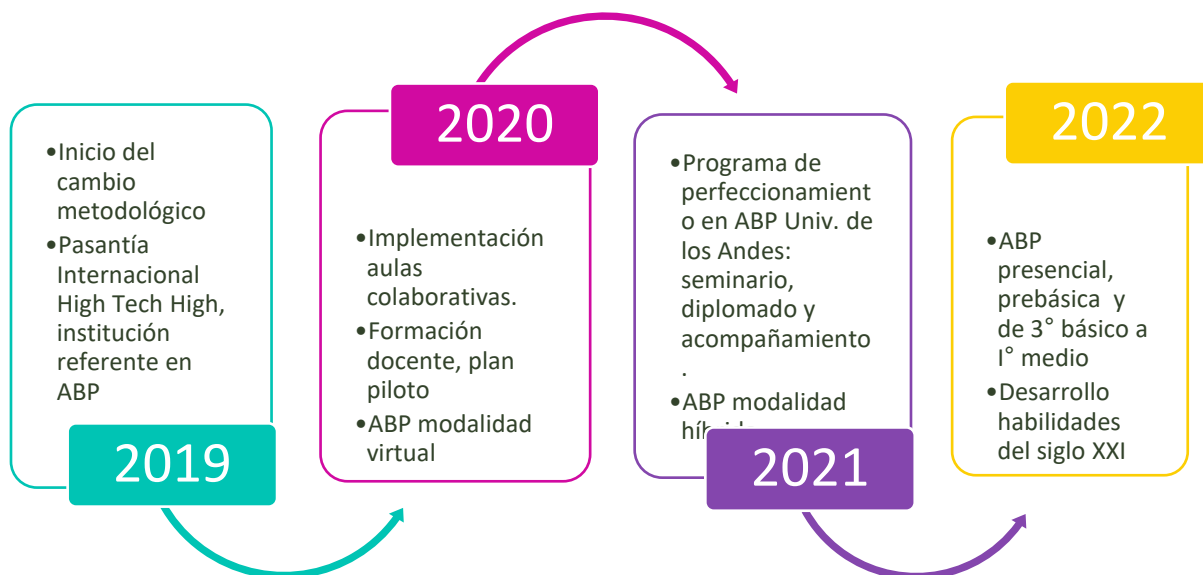 •Inicio del
cambio
metodológico
•Pasantía
Internacional
High Tech High,
institución
referente en
ABP
2019
2020
•Implementación
aulas
colaborativas.
•Formación
docente, plan
piloto
•ABP modalidad
virtual
•Programa de
perfeccionamient
o en ABP Univ. de
los Andes:
seminario,
diplomado y
acompañamiento
.
•ABP modalidad
2021
2022
•ABP
presencial,
prebásica y
de 3° básico a
I° medio
•Desarrollo
habilidades
del siglo XXI